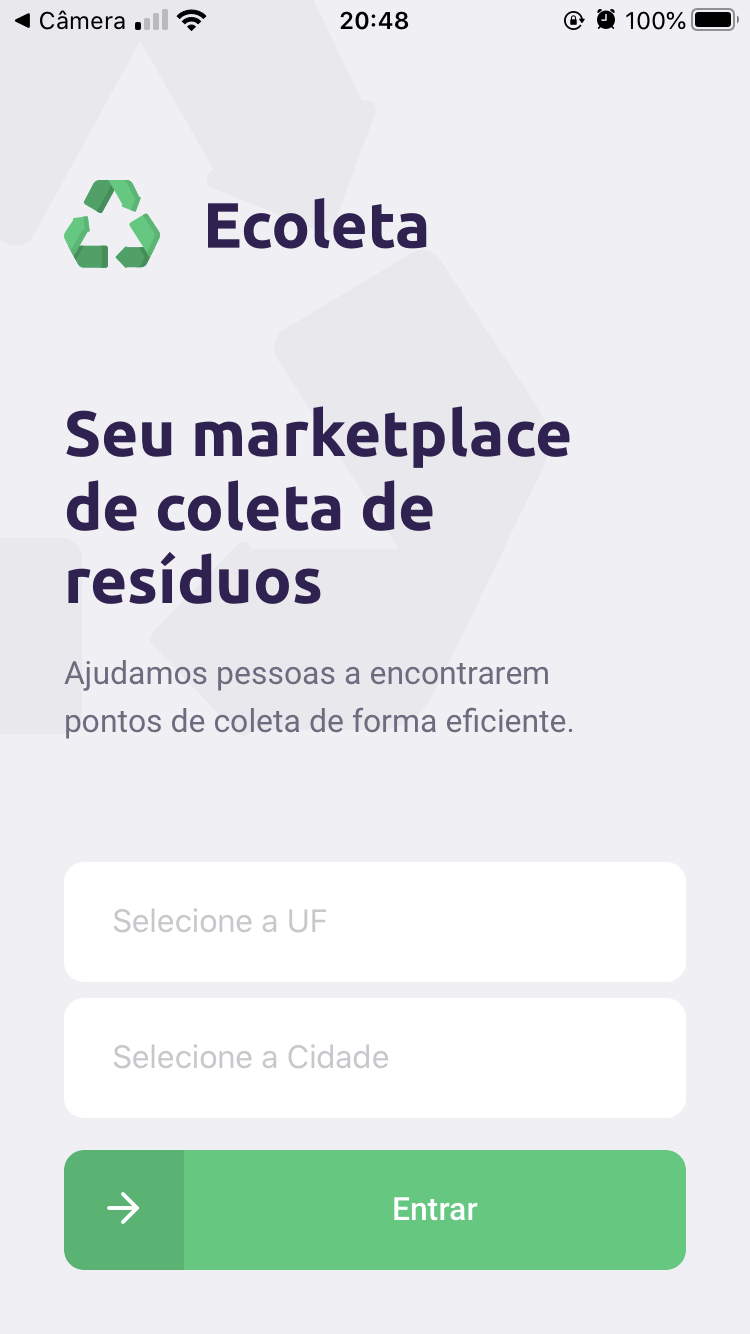 Câmera 20:48 100%
Ecoleta
Seu marketplace
de coleta de
resíduos
Ajudamos pessoas a encontrarem
pontos de coleta de forma eficiente.
Selecione a UF
Selecione a Cidade
Entrar